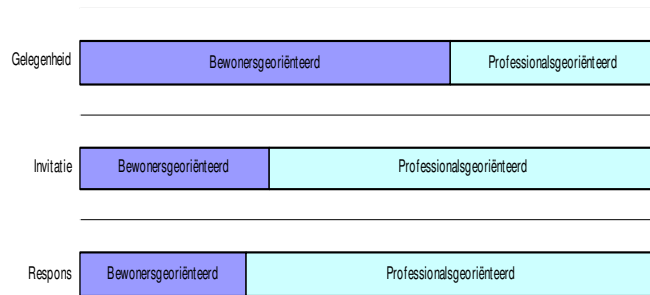 Gelegenheid Bewonersgeoriënteerd Professionalsgeoriënteerd
Invitatie Bewonersgeoriënteerd Professionalsgeoriënteerd
Respons Bewonersgeoriënteerd Professionalsgeoriënteerd